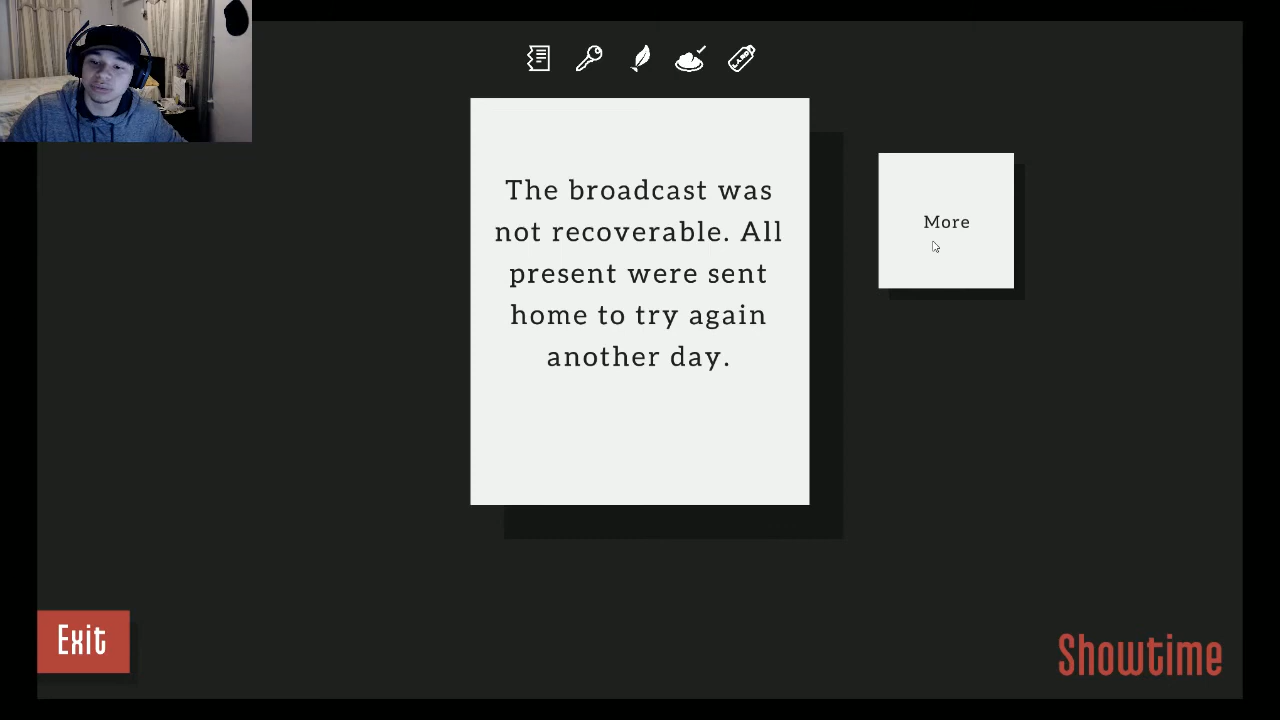 The broadcast was
not recoverable. All
present were sent
home to try again
another day.
More
Exit
Showtime